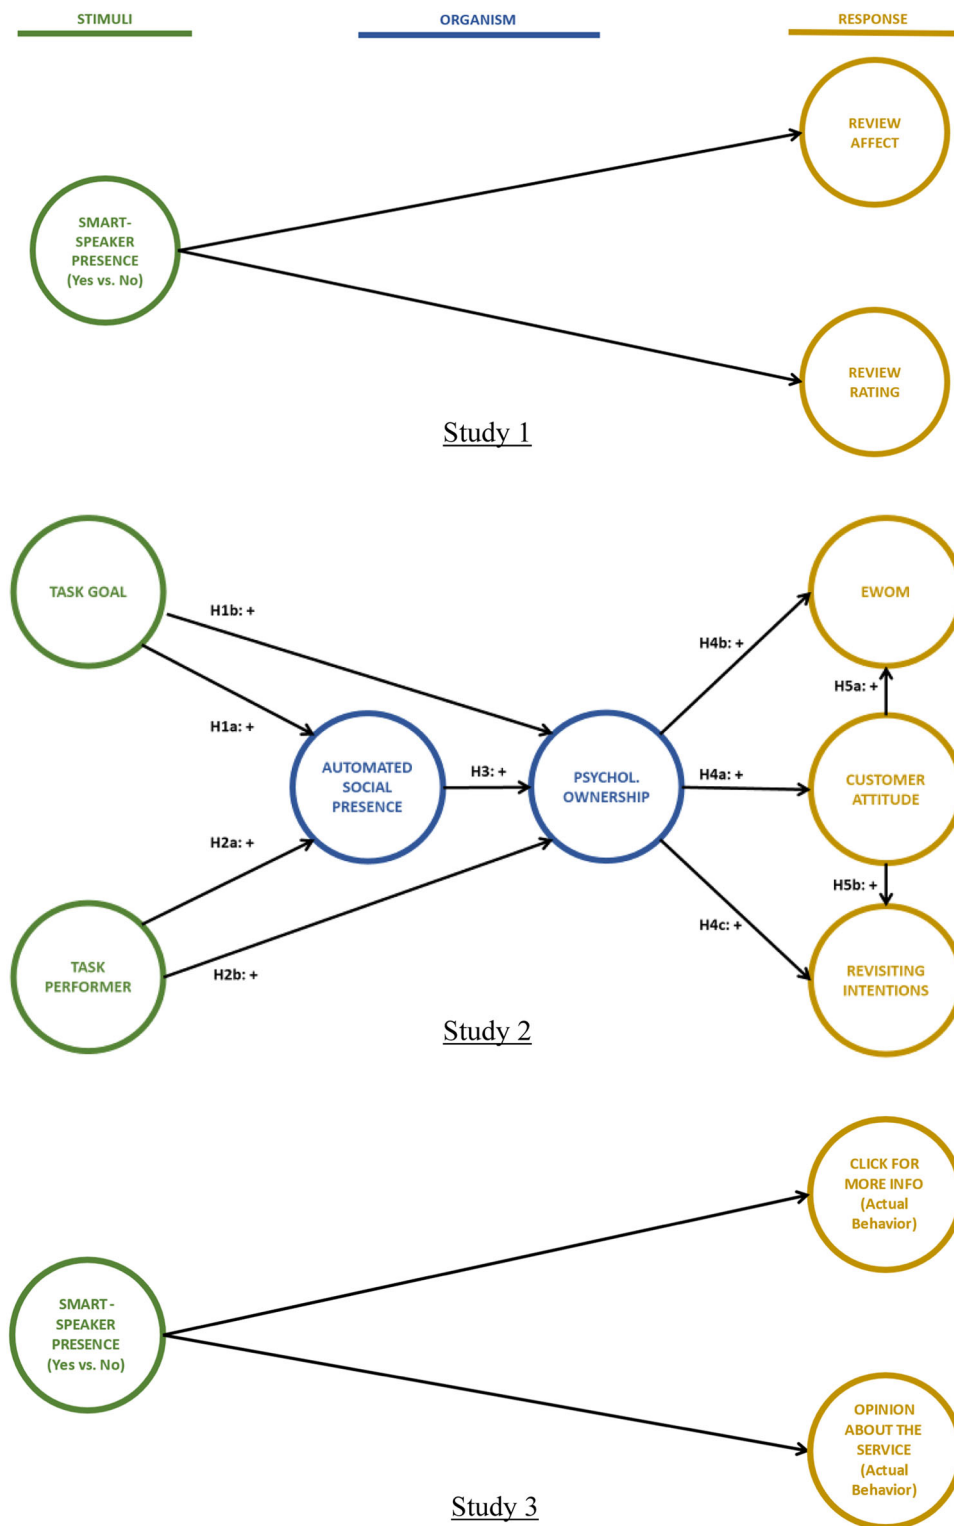 STIMULI
ORGANISM
RESPONSE
REVIEW
AFFECT
SMART-
SPEAKER
PRESENCE
(Yes vs. No)
REVIEW
RATING
Study 1
TASK GOAL
EWOM
H1b: +
H4b: +
H5a: +
H1a: +
AUTOMATED
SOCIAL
PRESENCE
H3: +
PSYCHOL.
OWNERSHIP
H4a: +
CUSTOMER
ATTITUDE
H2a: +
H5b: +
H4c: +
TASK
PERFORMER
H2b: +
REVISITING
INTENTIONS
Study 2
CLICK FOR
MORE INFO
(Actual
Behavior)
SMART -
SPEAKER
PRESENCE
(Yes vs. No)
OPINION
ABOUT THE
SERVICE
(Actual
Behavior)
Study 3